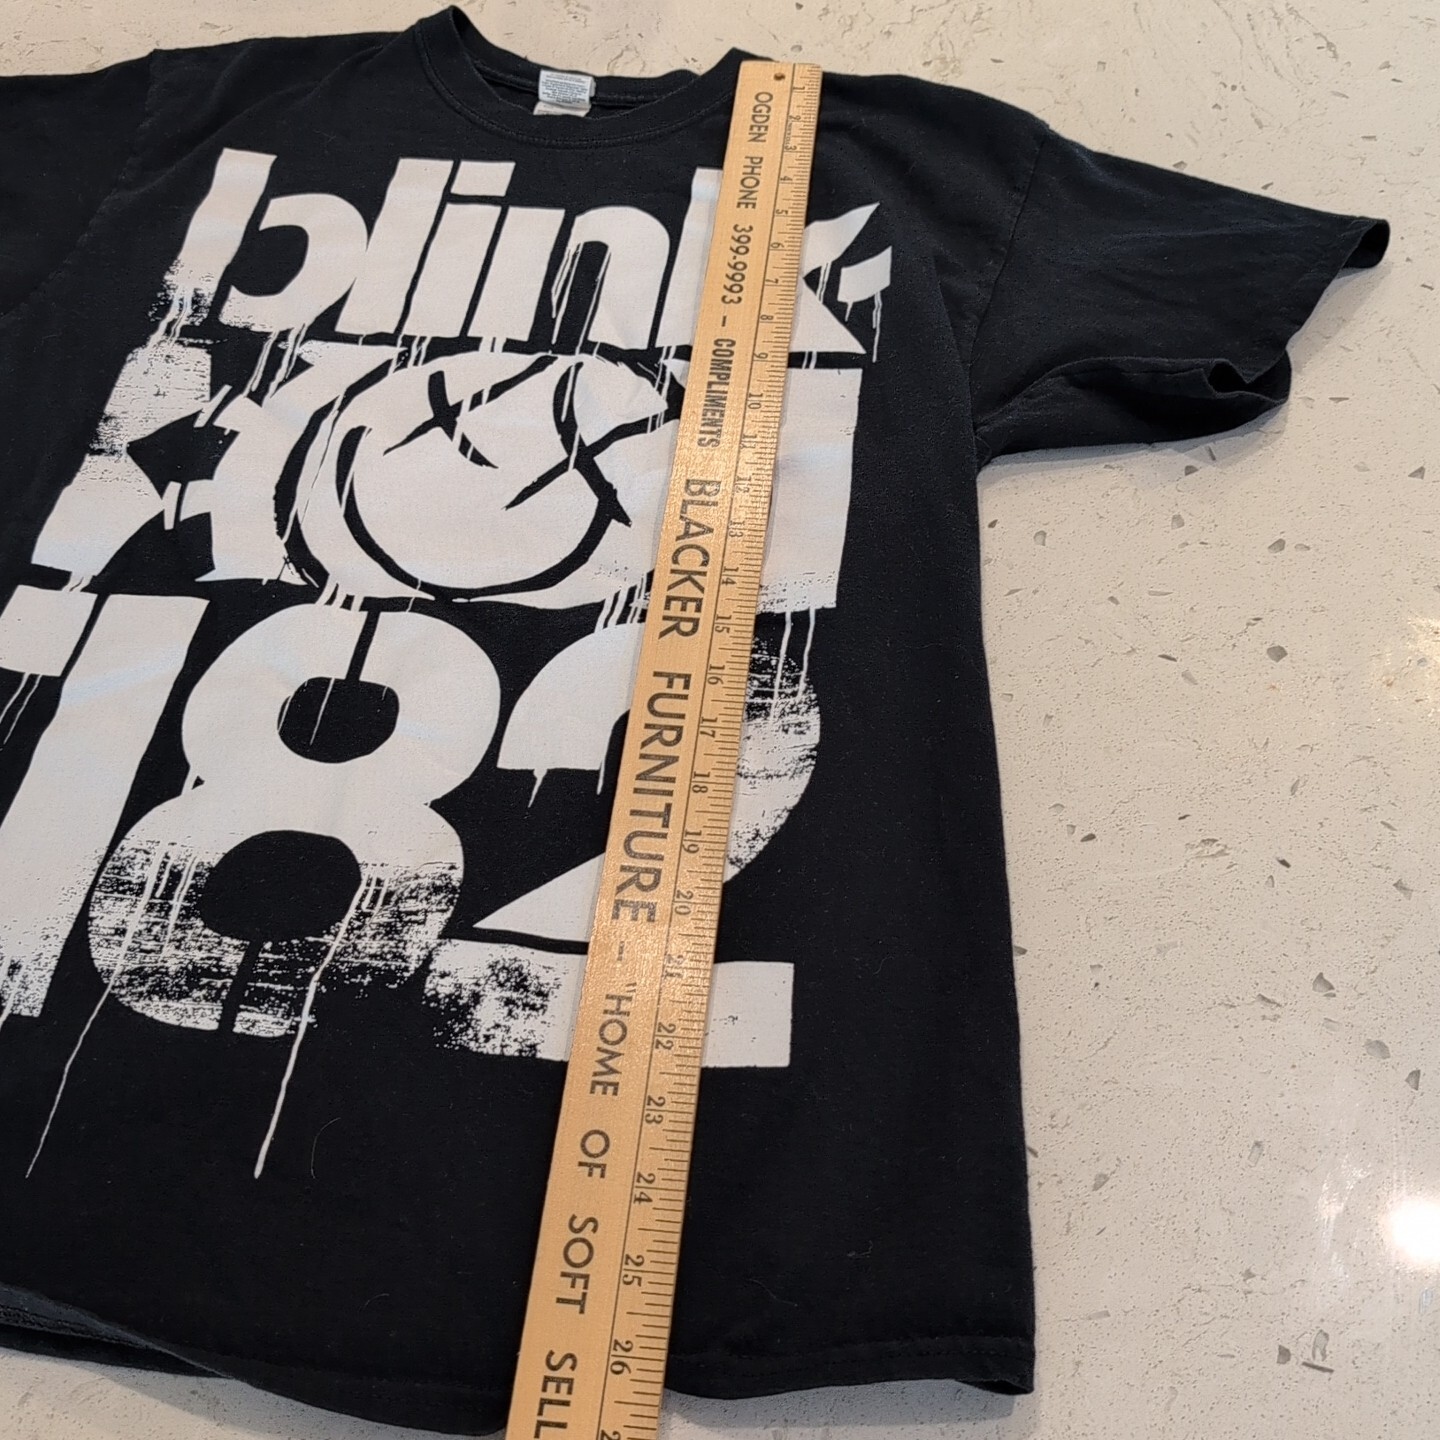 blink
182
OGDEN PHONE 399-9993 – COMPLIMENTS BLACKER FURNITURE – "HOME OF SOFT SELL
1 2 3 4 5 6 7 8 9 10 11 12 13 14 15 16 17 18 19 20 21 22 23 24 25 26